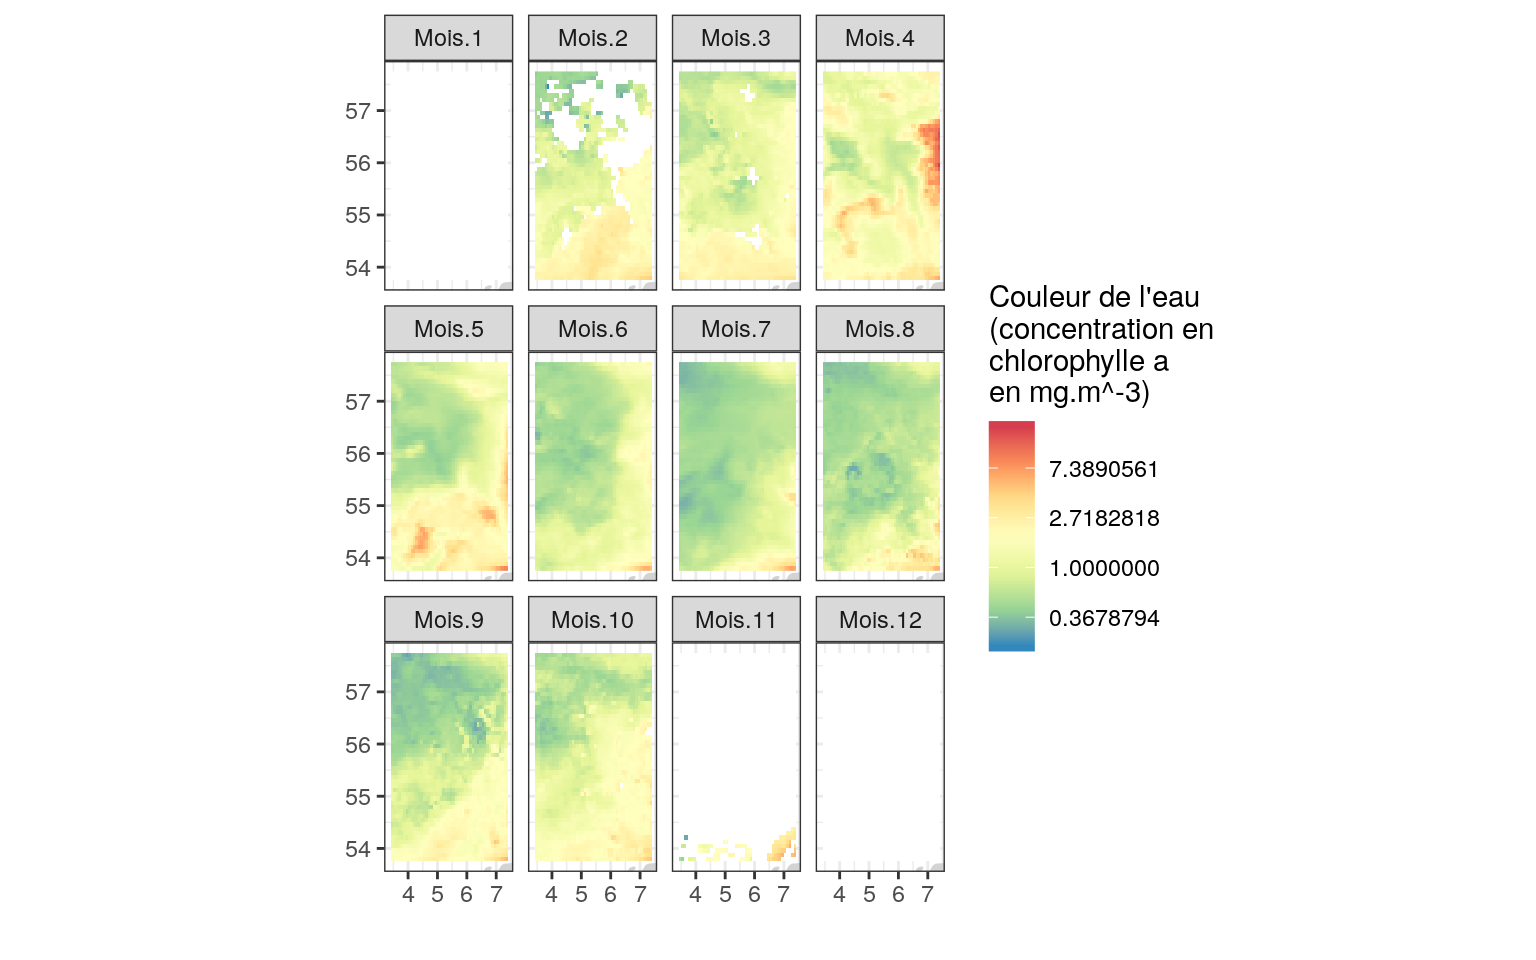 Mois.1 Mois.2 Mois.3 Mois.4
57
56
55
54
Mois.5 Mois.6 Mois.7 Mois.8
57
56
55
54
Mois.9 Mois.10 Mois.11 Mois.12
57
56
55
54
4 5 6 7 4 5 6 7 4 5 6 7 4 5 6 7
Couleur de l'eau
(concentration en
chlorophylle a
en mg.m^-3)
7.3890561
2.7182818
1.0000000
0.3678794